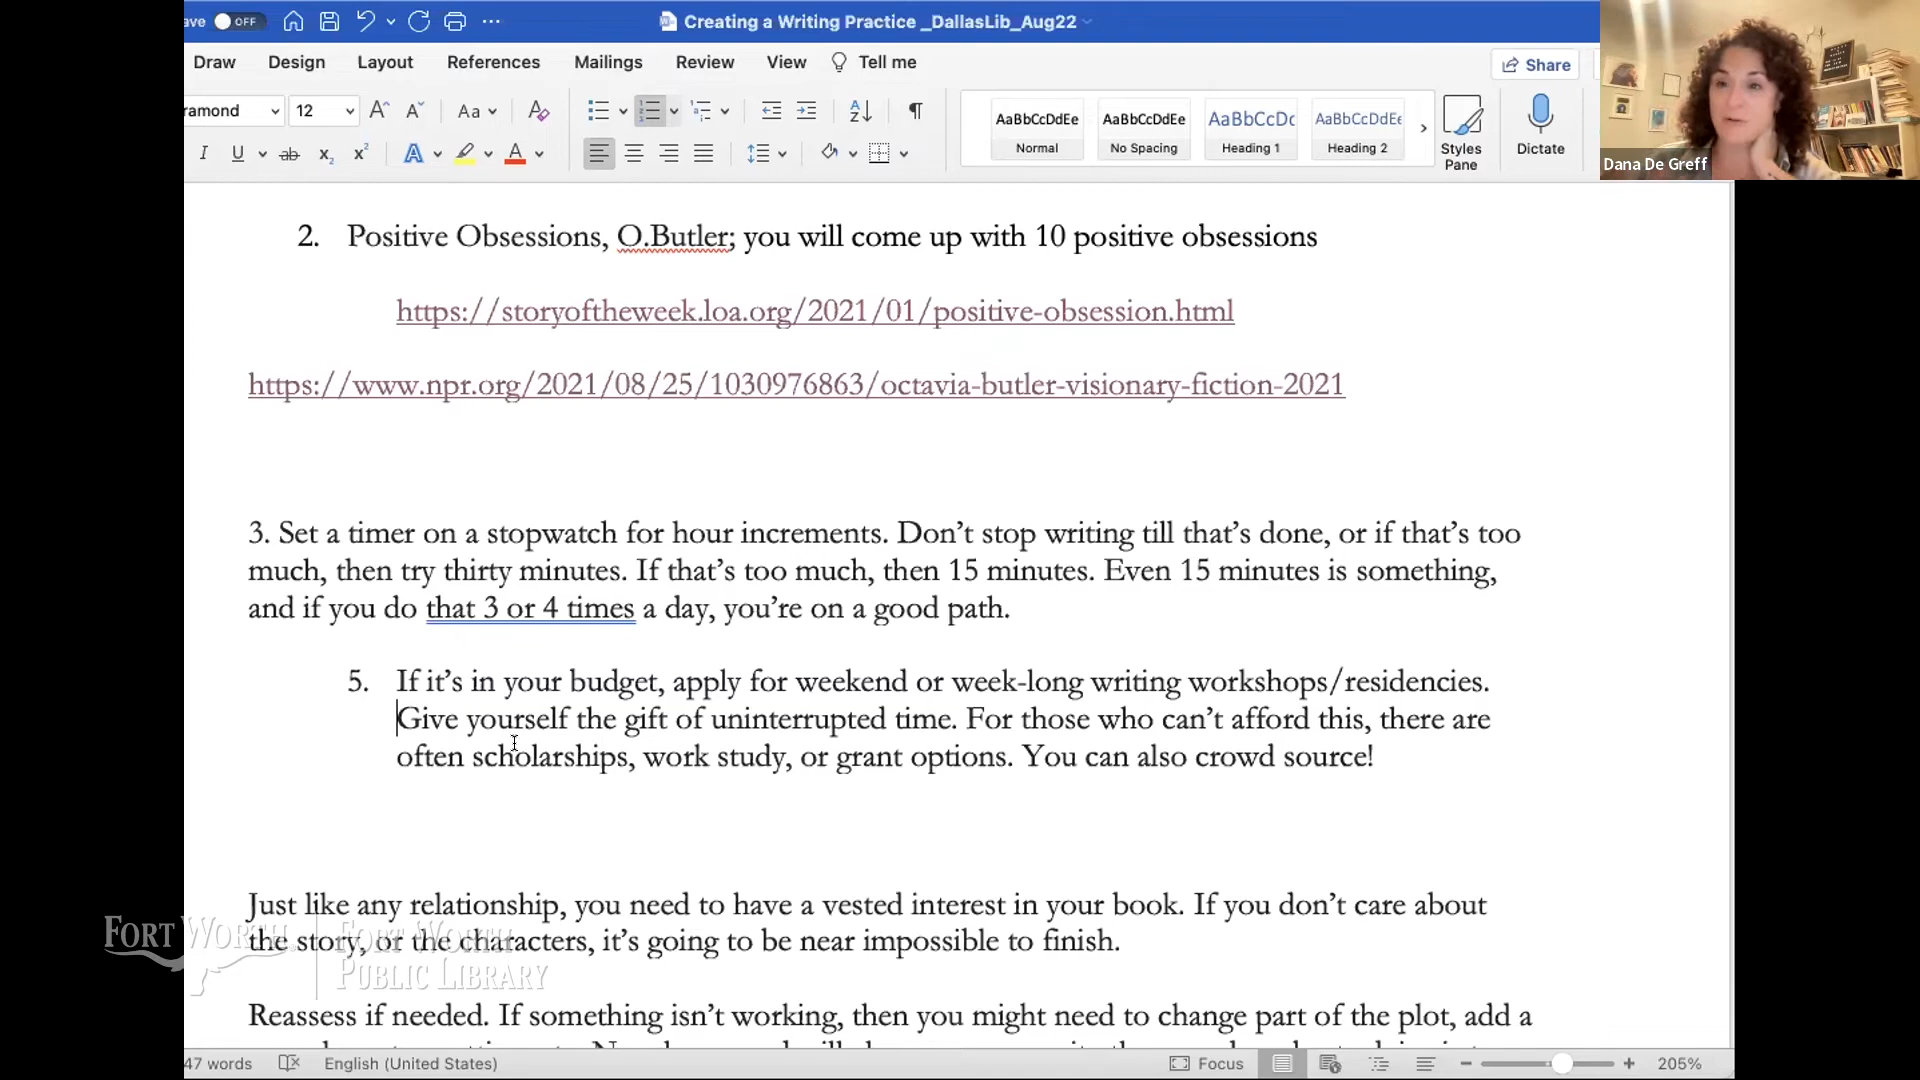 ave OFF Creating a Writing Practice _DallasLib_Aug22
Draw Design Layout References Mailings Review View Tell me Share
ramond 12 Aa
AaBbCcDdEe AaBbCcDdEe AaBbCcDc AaBbCcDdEe
Normal No Spacing Heading 1 Heading 2 Styles Pane Dictate
Dana De Greff
2. Positive Obsessions, O.Butler; you will come up with 10 positive obsessions
https://storyoftheweek.loa.org/2021/01/positive-obsession.html
https://www.npr.org/2021/08/25/1030976863/octavia-butler-visionary-fiction-2021
3. Set a timer on a stopwatch for hour increments. Don’t stop writing till that’s done, or if that’s too
much, then try thirty minutes. If that’s too much, then 15 minutes. Even 15 minutes is something,
and if you do that 3 or 4 times a day, you’re on a good path.
5. If it’s in your budget, apply for weekend or week-long writing workshops/residencies.
Give yourself the gift of uninterrupted time. For those who can’t afford this, there are
often scholarships, work study, or grant options. You can also crowd source!
Just like any relationship, you need to have a vested interest in your book. If you don’t care about
the story, or the characters, it’s going to be near impossible to finish.
FORT WORTH
FORT WORTH
PUBLIC LIBRARY
Reassess if needed. If something isn’t working, then you might need to change part of the plot, add a
47 words English (United States) Focus 205%